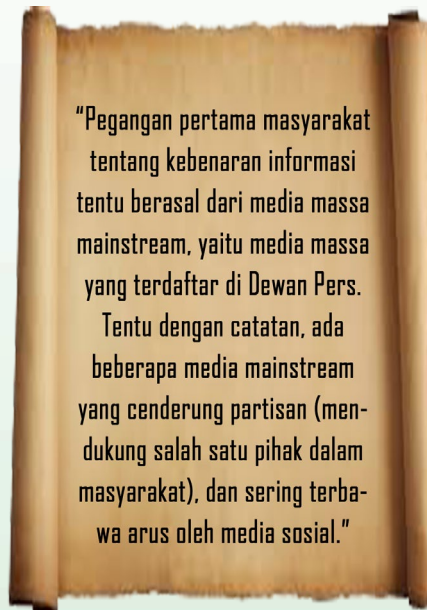 “Pegangan pertama masyarakat
tentang kebenaran informasi
tentu berasal dari media massa
mainstream, yaitu media massa
yang terdaftar di Dewan Pers.
Tentu dengan catatan, ada
beberapa media mainstream
yang cenderung partisan (men-
dukung salah satu pihak dalam
masyarakat), dan sering terba-
wa arus oleh media sosial.”